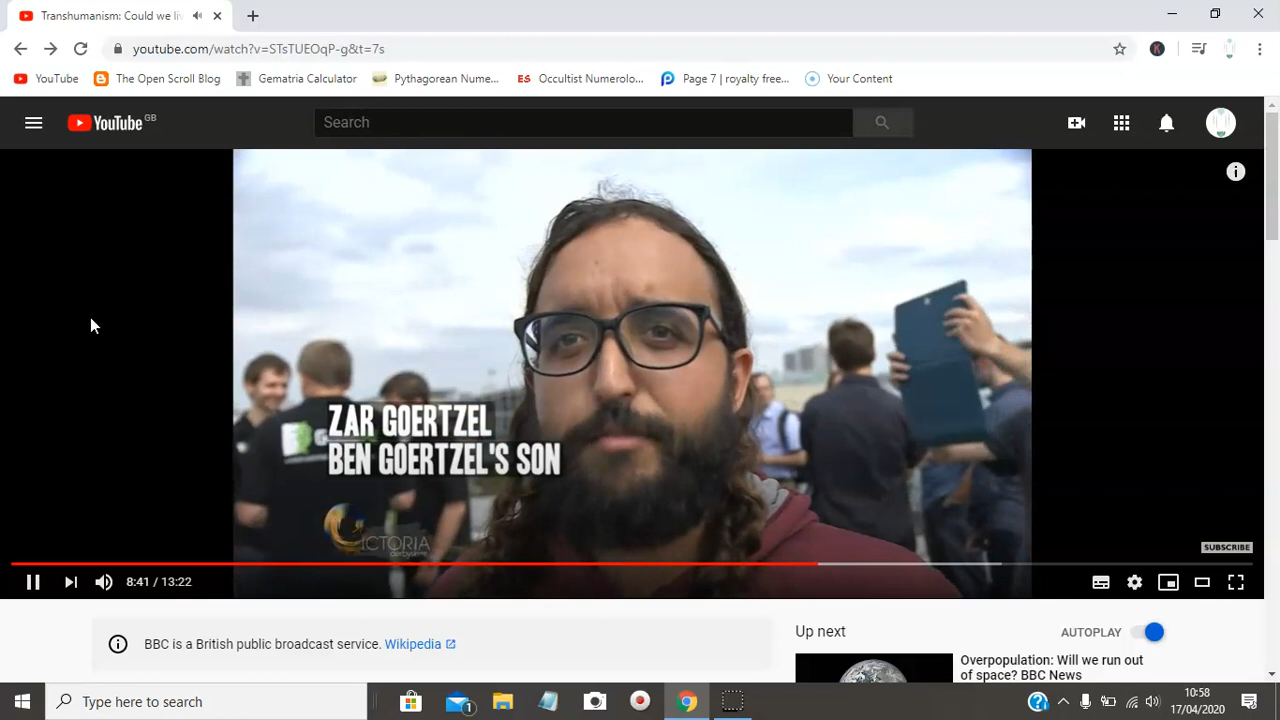 Transhumanism: Could we li
youtube.com/watch?v=STsTUEOqP-g&t=7s
YouTube
The Open Scroll Blog
Gematria Calculator
Pythagorean Nume...
ES
Occultist Numerolo...
Page 7 | royalty free...
Your Content
YouTube GB
Search
ZAR GOERTZEL
BEN GOERTZEL'S SON
ICTORIA
SUBSCRIBE
8:41 / 13:22
BBC is a British public broadcast service. Wikipedia
Up next
AUTOPLAY
Overpopulation: Will we run out
of space? BBC News
Type here to search
1
10:58
17/04/2020